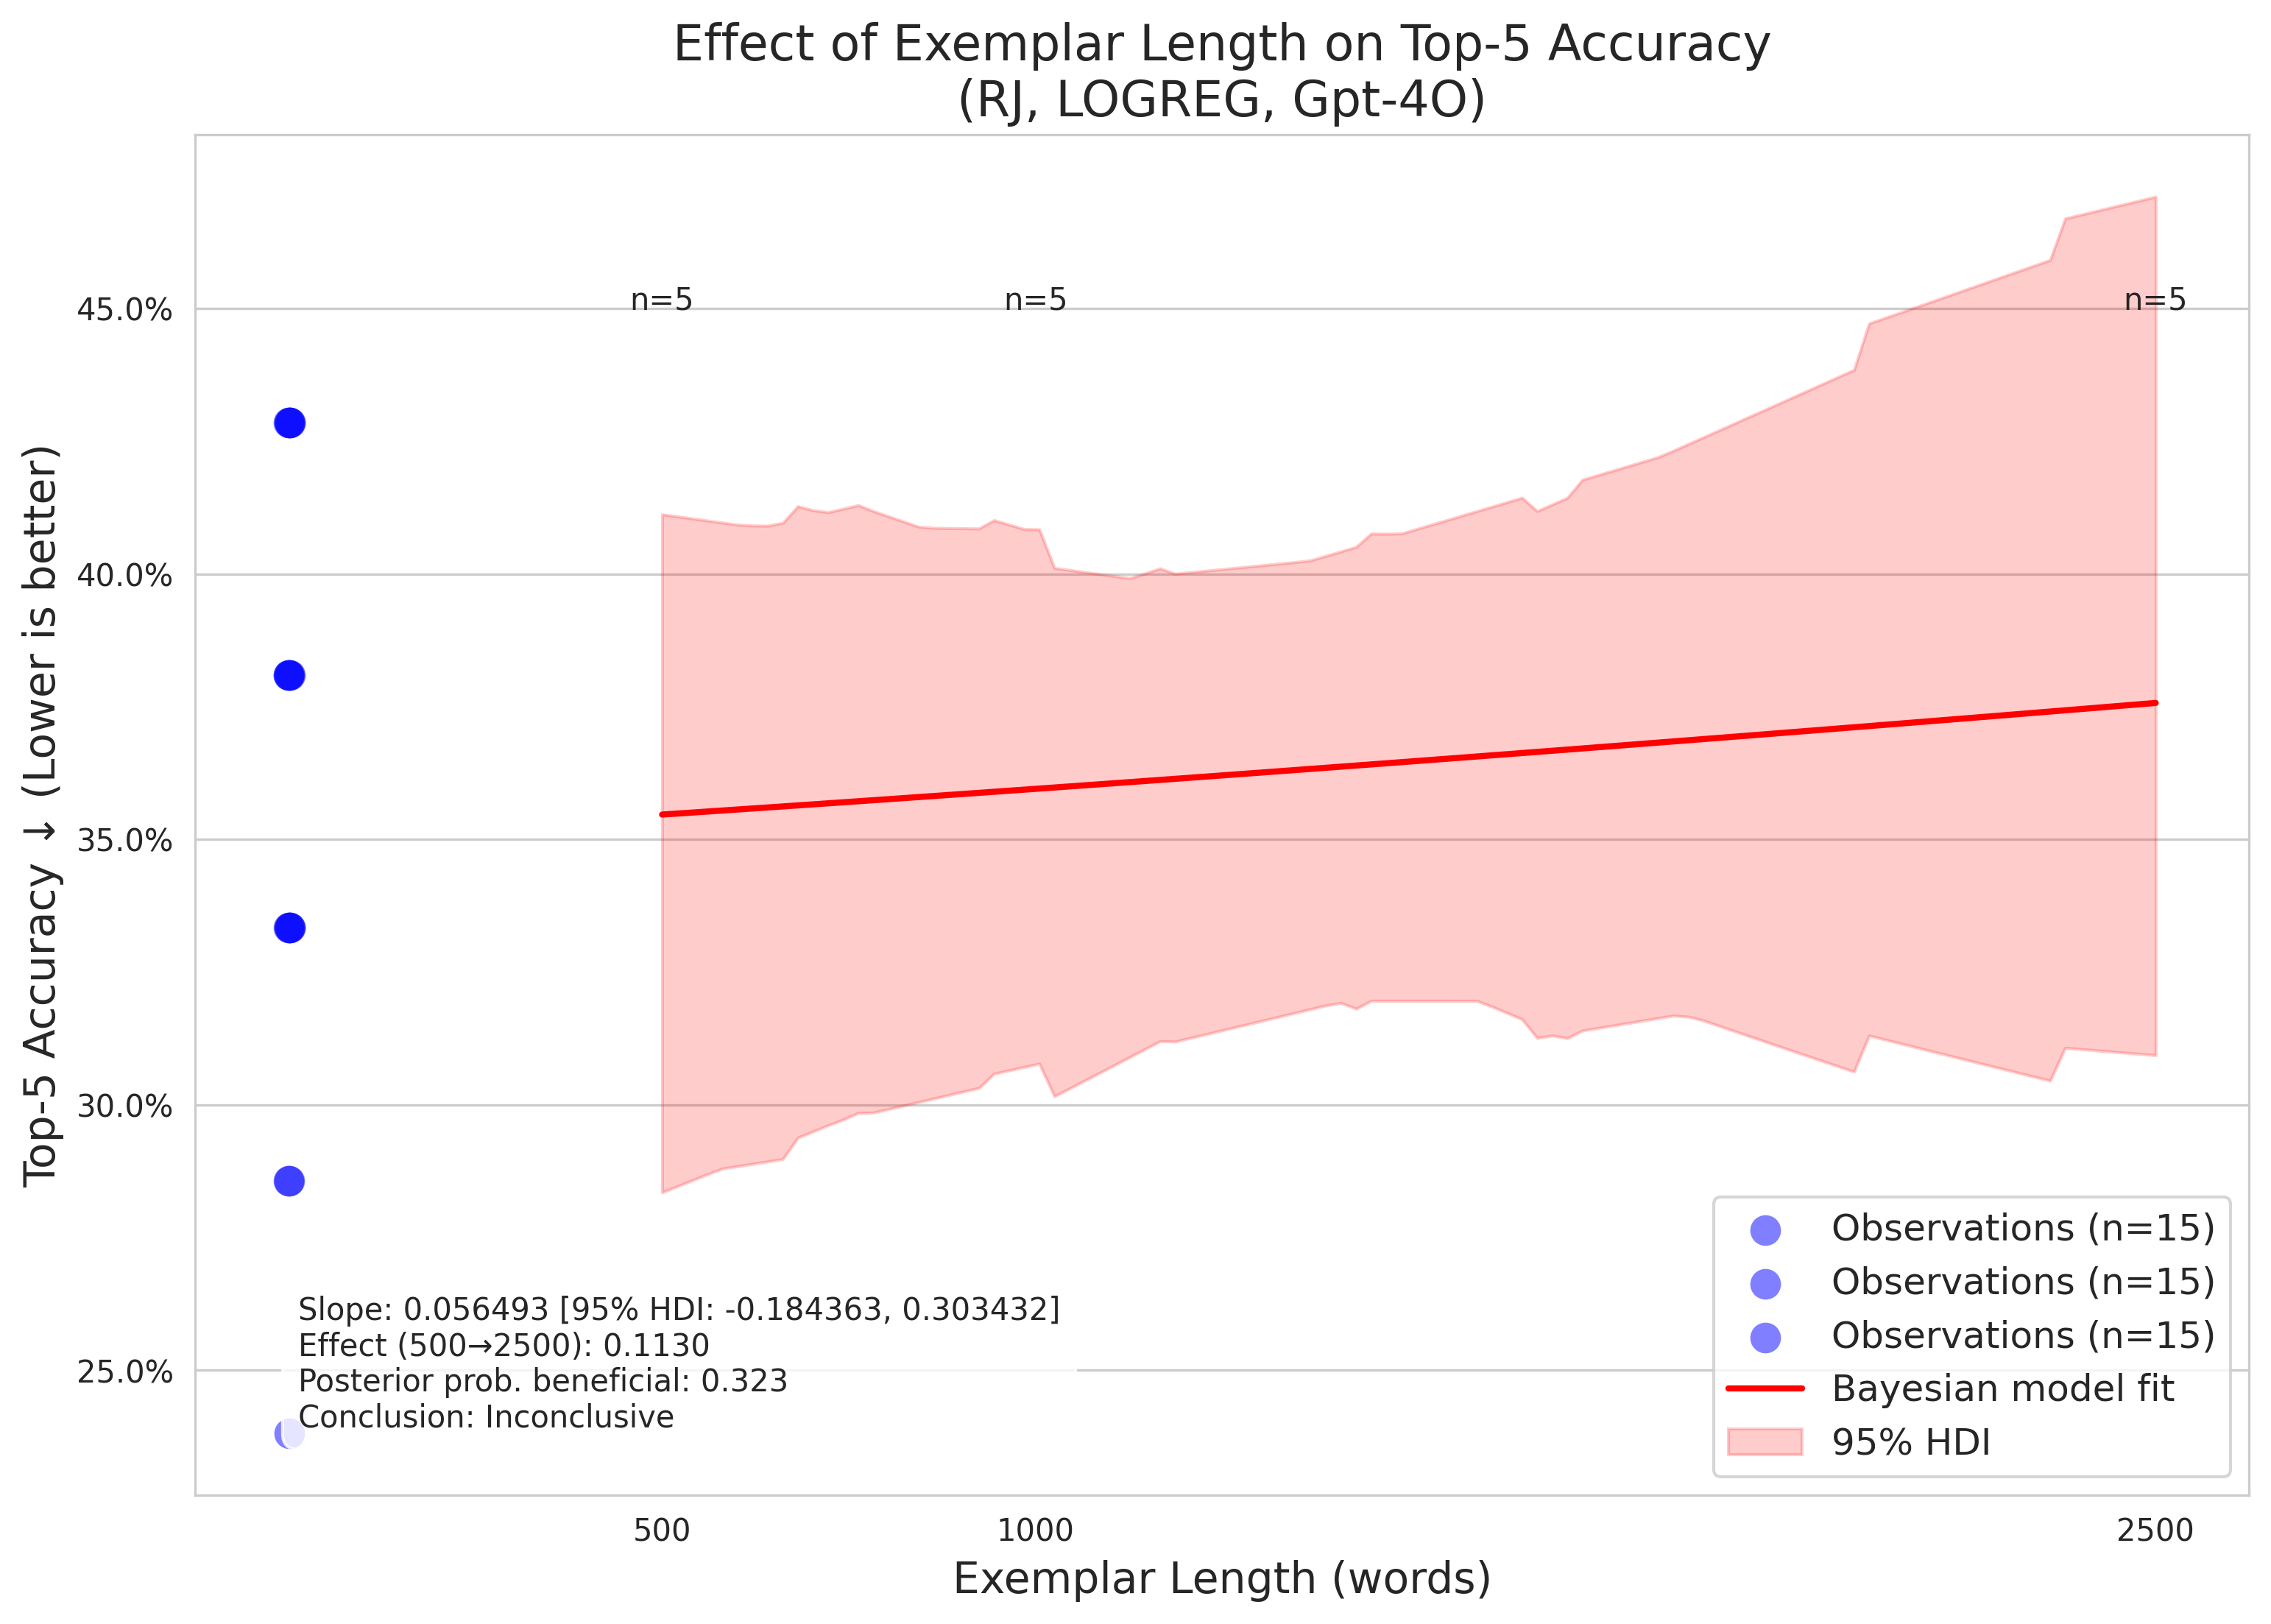 Effect of Exemplar Length on Top-5 Accuracy
(RJ, LOGREG, Gpt-4O)
Top-5 Accuracy ↓ (Lower is better)
45.0%
40.0%
35.0%
30.0%
25.0%
n=5
n=5
n=5
Slope: 0.056493 [95% HDI: -0.184363, 0.303432]
Effect (500→2500): 0.1130
Posterior prob. beneficial: 0.323
Conclusion: Inconclusive
Observations (n=15)
Observations (n=15)
Observations (n=15)
Bayesian model fit
95% HDI
500
1000
2500
Exemplar Length (words)